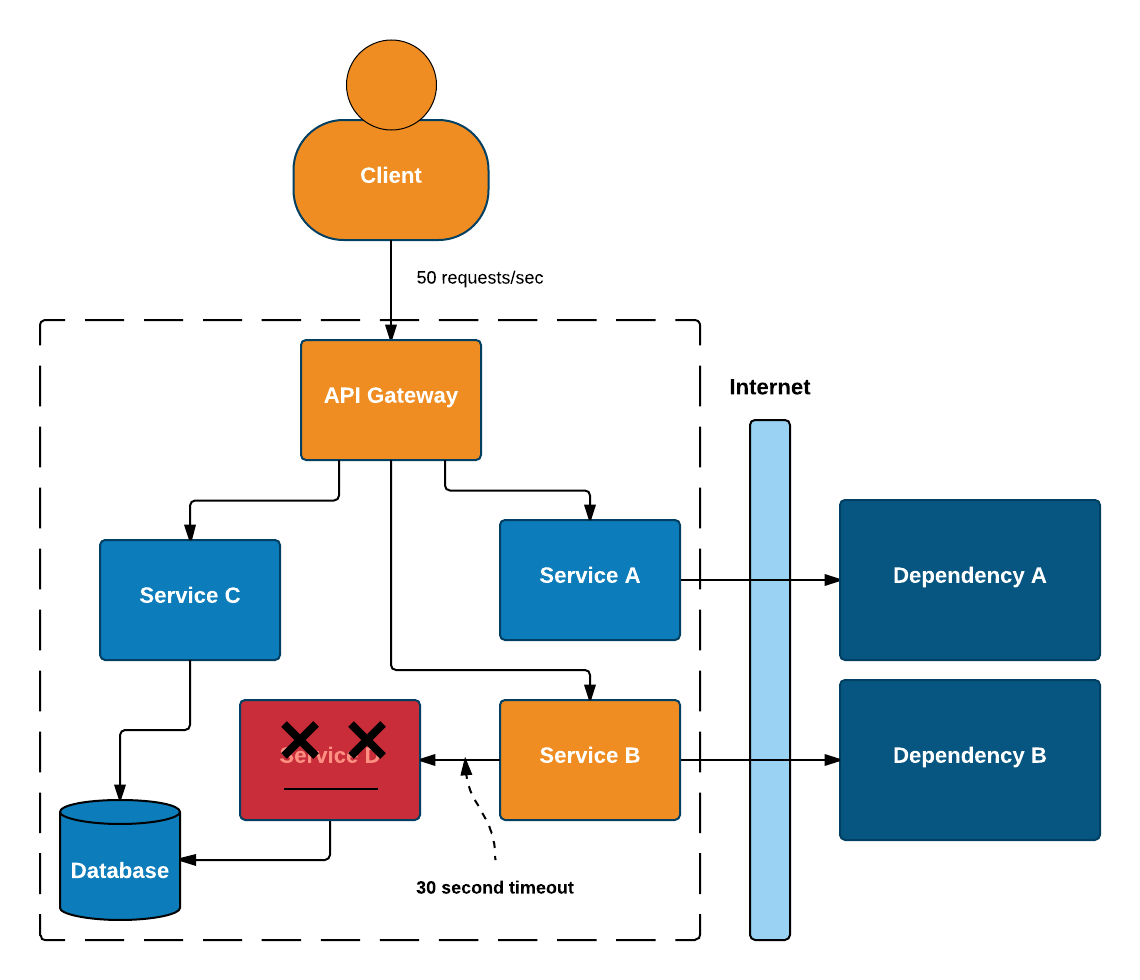 Client
50 requests/sec
API Gateway
Internet
Service A
Dependency A
Service C
Service D
Service B
Dependency B
Database
30 second timeout